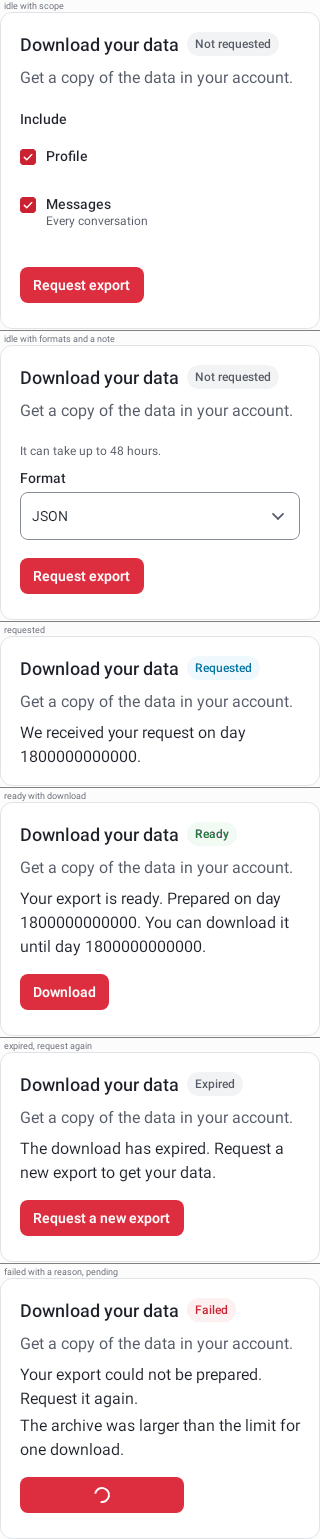 idle with scope
Download your data Not requested
Get a copy of the data in your account.
Include
Profile
Messages
Every conversation
Request export
idle with formats and a note
Download your data Not requested
Get a copy of the data in your account.
It can take up to 48 hours.
Format
JSON
Request export
requested
Download your data Requested
Get a copy of the data in your account.
We received your request on day
1800000000000.
ready with download
Download your data Ready
Get a copy of the data in your account.
Your export is ready. Prepared on day
1800000000000. You can download it
until day 1800000000000.
Download
expired, request again
Download your data Expired
Get a copy of the data in your account.
The download has expired. Request a
new export to get your data.
Request a new export
failed with a reason, pending
Download your data Failed
Get a copy of the data in your account.
Your export could not be prepared.
Request it again.
The archive was larger than the limit for
one download.